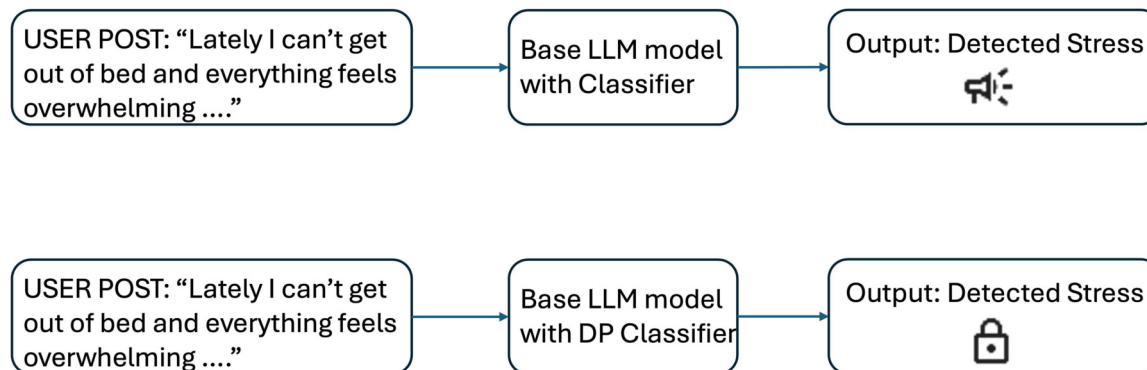 USER POST: “Lately I can’t get
out of bed and everything feels
overwhelming ....”
Base LLM model
with Classifier
Output: Detected Stress
USER POST: “Lately I can’t get
out of bed and everything feels
overwhelming ....”
Base LLM model
with DP Classifier
Output: Detected Stress